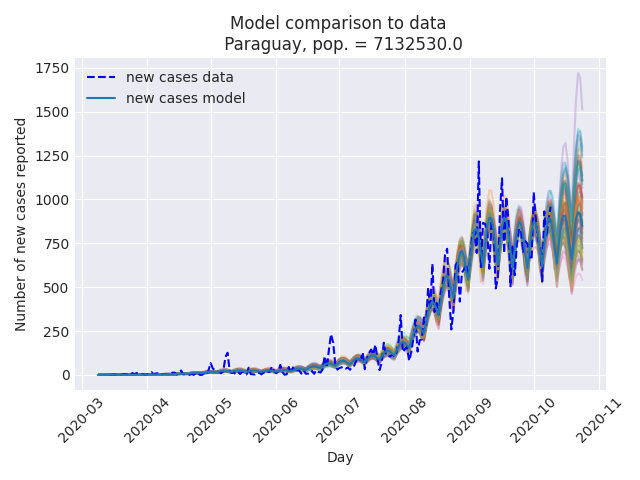 Model comparison to data
Paraguay, pop. = 7132530.0
new cases data
new cases model
Number of new cases reported
1750
1500
1250
1000
750
500
250
0
2020-03
2020-04
2020-05
2020-06
2020-07
2020-08
2020-09
2020-10
2020-11
Day